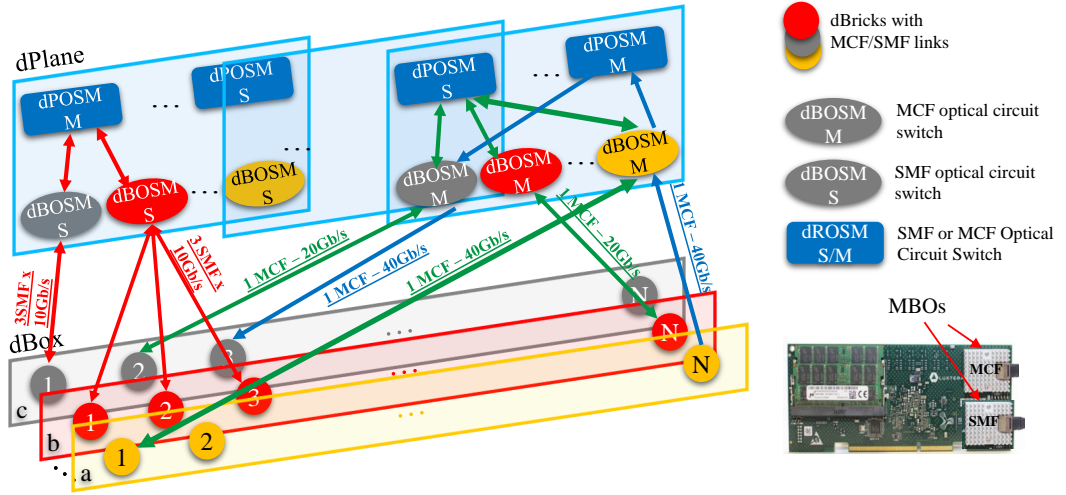 dPlane
dPOSM
M
...
dPOSM
S
dPOSM
S
...
dPOSM
M
...
dBOSM
S
dBOSM
S
....
dBOSM
S
dBOSM
M
dBOSM
M
....
dBOSM
M
3SMF x
10Gb/s
3 SMF x
10Gb/s
1 MCF – 20Gb/s
1 MCF – 40Gb/s
1 MCF – 40Gb/s
1 MCF – 20Gb/s
1 MCF – 40Gb/s
dBox
1
2
3
...
N
c
1
2
3
...
N
b
1
2
...
N
a
...
dBricks with
MCF/SMF links
dBOSM
M
MCF optical circuit
switch
dBOSM
S
SMF optical circuit
switch
dROSM
S/M
SMF or MCF Optical
Circuit Switch
MBOs
MCF
SMF